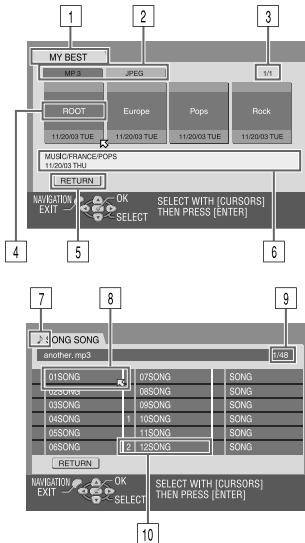 1 2 3
MY BEST
MP3 JPEG 1/1
ROOT Europe Pops Rock
11/20/03 TUE 11/20/03 TUE 11/20/03 TUE 11/20/03 TUE
MUSIC/FRANCE/POPS
11/20/03 THU
RETURN
NAVIGATION OK SELECT WITH [CURSORS]
EXIT SELECT THEN PRESS [ENTER]
4 5 6
7 8 9
♪ SONG SONG
another. mp3 1/48
01SONG 07SONG SONG
02SONG 08SONG SONG
03SONG 09SONG SONG
04SONG 1 10SONG SONG
05SONG 11SONG SONG
06SONG 2 12SONG SONG
RETURN
NAVIGATION OK SELECT WITH [CURSORS]
EXIT SELECT THEN PRESS [ENTER]
10